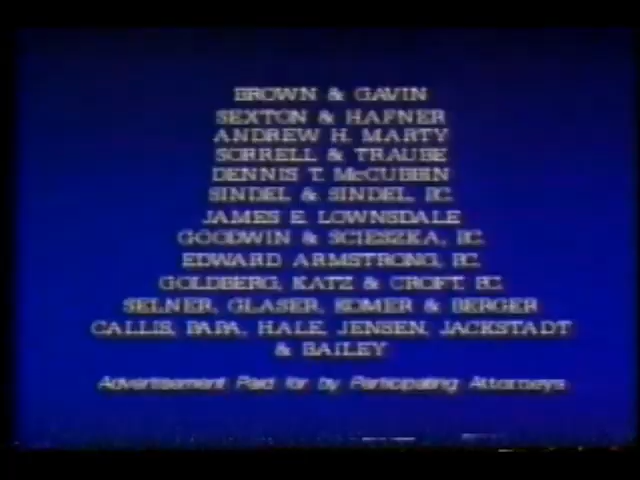 BROWN & GAVIN
SEXTON & HAFNER
ANDREW H. MARTY
SORRELL & TRAUBE
DENNIS T. McCUBBIN
SINDEL & SINDEL, P.C.
JAMES E. LOWNSDALE
GOODWIN & SCIESZKA, P.C.
EDWARD ARMSTRONG, P.C.
GOLDBERG, KATZ & CROFT, P.C.
SELNER, GLASER, KOMER & BERGER
CALLIS, PAPA, HALE, JENSEN, JACKSTADT
& BAILEY
Advertisement Paid for by Participating Attorneys